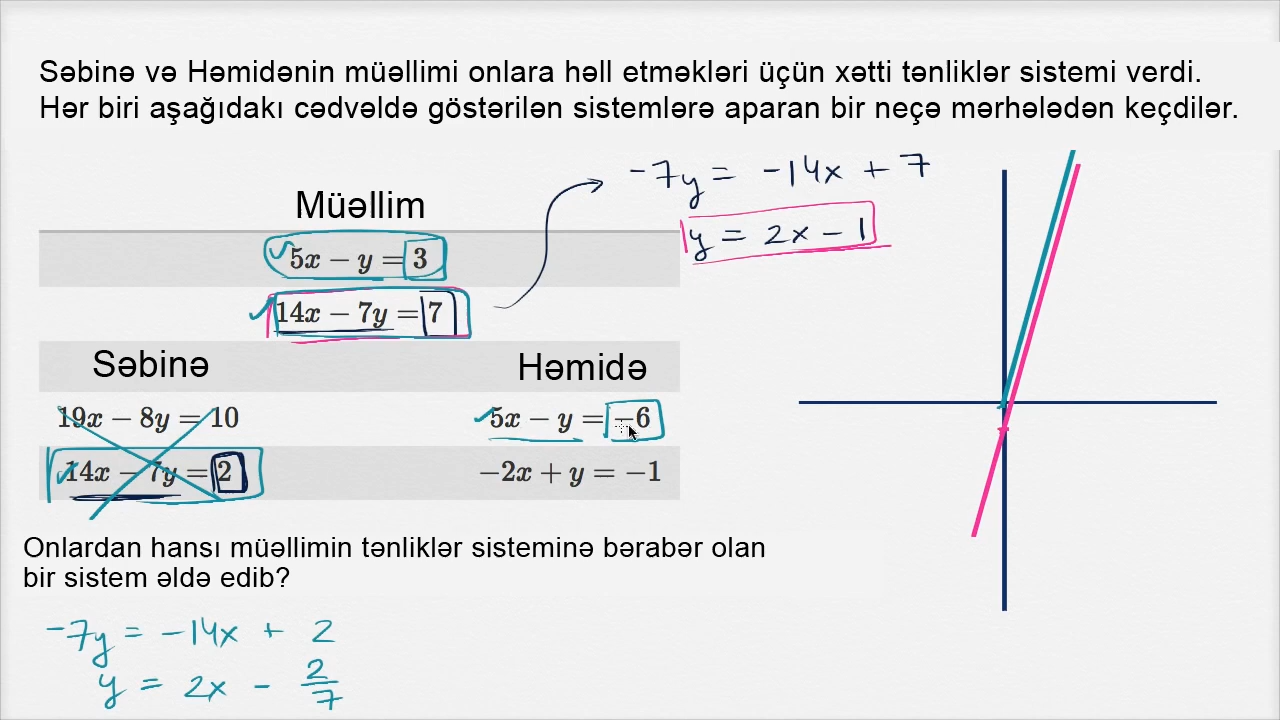 Səbinə və Həmidənin müəllimi onlara həll etməkləri üçün xətti tənliklər sistemi verdi.
Hər biri aşağıdakı cədvəldə göstərilən sistemlərə aparan bir neçə mərhələdən keçdilər.
-7y = -14x + 7
y = 2x - 1
Müəllim
5x − y = 3
14x − 7y = 7
Səbinə Həmidə
19x − 8y = 10 5x − y = −6
14x − 7y = 2 −2x + y = −1
Onlardan hansı müəllimin tənliklər sisteminə bərabər olan
bir sistem əldə edib?
-7y = -14x + 2
y = 2x - 2/7